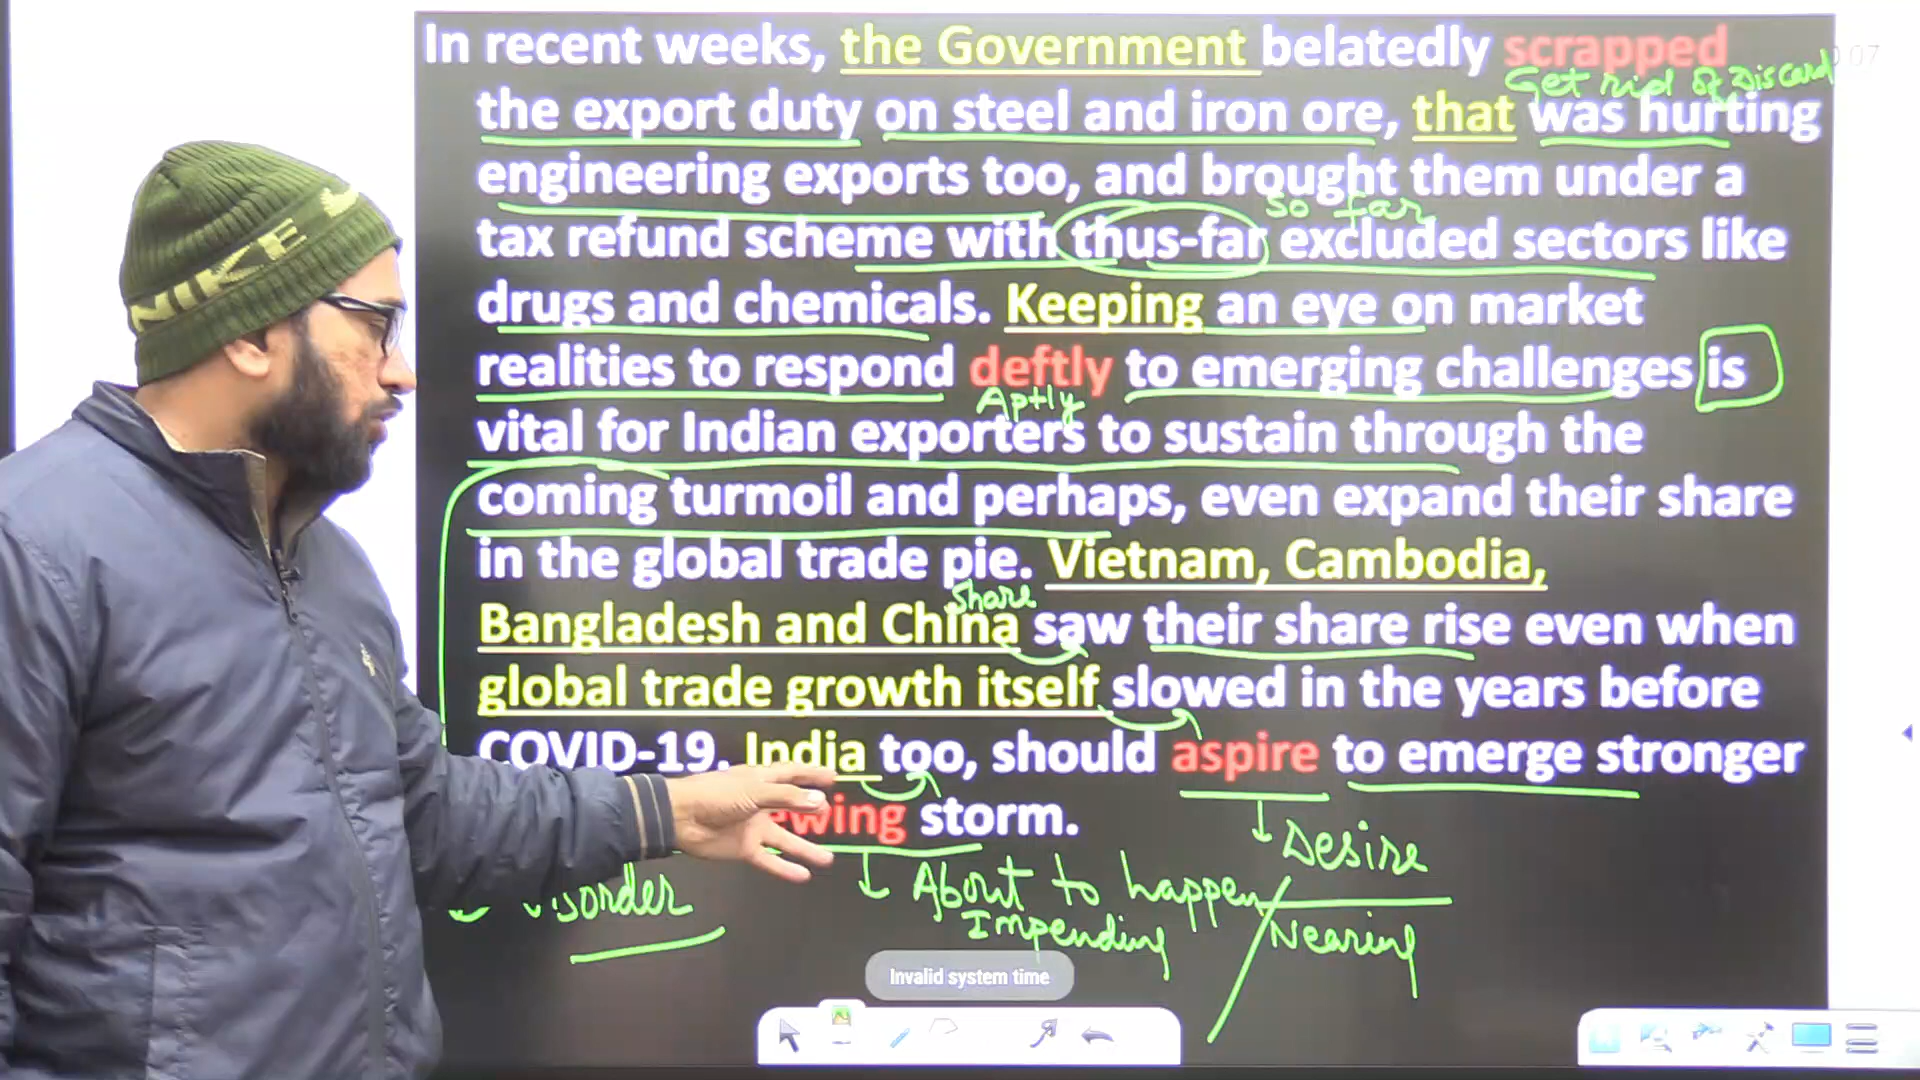 In recent weeks, the Government belatedly scrapped
Get rid of Discard
the export duty on steel and iron ore, that was hurting
engineering exports too, and brought them under a
so far
tax refund scheme with thus-far excluded sectors like
drugs and chemicals. Keeping an eye on market
realities to respond deftly to emerging challenges is
Aptly
vital for Indian exporters to sustain through the
coming turmoil and perhaps, even expand their share
in the global trade pie. Vietnam, Cambodia,
Share
Bangladesh and China saw their share rise even when
global trade growth itself slowed in the years before
COVID-19. India too, should aspire to emerge stronger
storm.
Desire
About to happen
Impending
Nearing
Invalid system time
NIKE